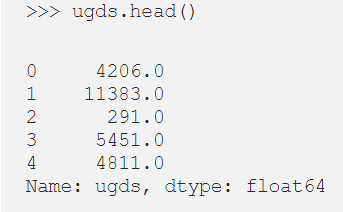 >>> ugds.head()
0     4206.0
1    11383.0
2      291.0
3     5451.0
4     4811.0
Name: ugds, dtype: float64